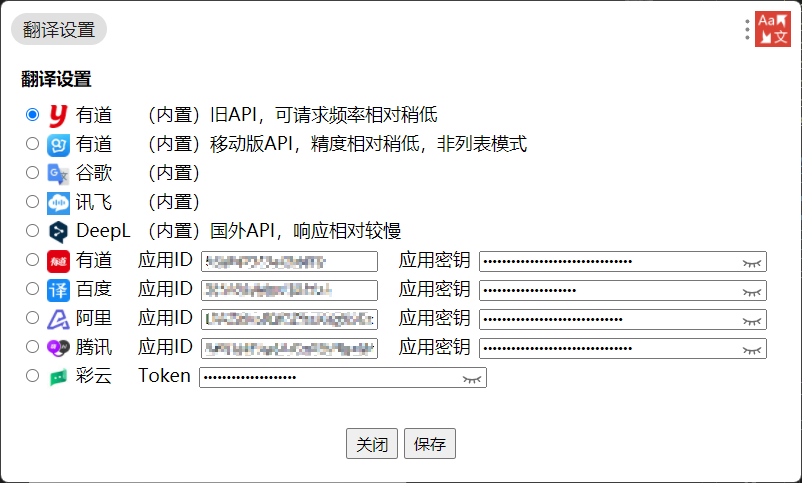 翻译设置
Aa 文
翻译设置
有道 （内置）旧API，可请求频率相对稍低
有道 （内置）移动版API，精度相对稍低，非列表模式
谷歌 （内置）
讯飞 （内置）
DeepL （内置）国外API，响应相对较慢
有道 有道 应用ID 应用密钥
译 百度 应用ID 应用密钥
阿里 应用ID 应用密钥
腾讯 应用ID 应用密钥
彩云 Token
关闭 保存